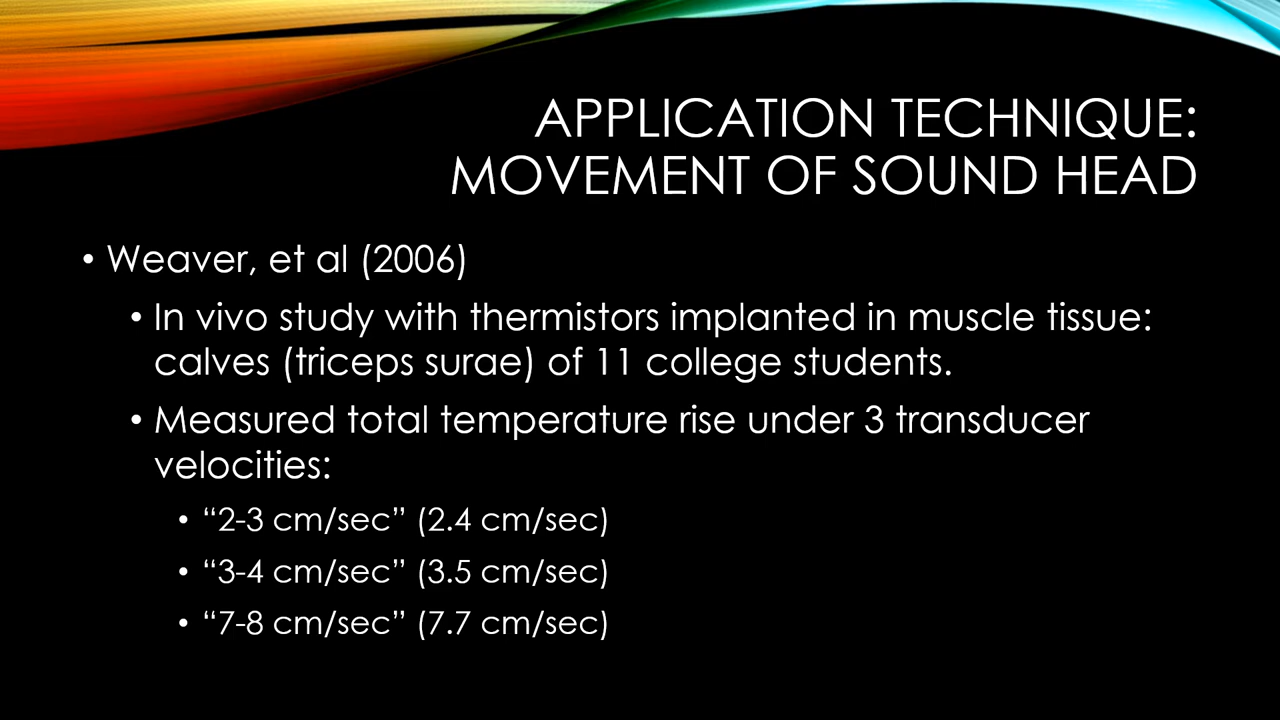 APPLICATION TECHNIQUE:
MOVEMENT OF SOUND HEAD
• Weaver, et al (2006)
• In vivo study with thermistors implanted in muscle tissue:
calves (triceps surae) of 11 college students.
• Measured total temperature rise under 3 transducer
velocities:
• “2-3 cm/sec” (2.4 cm/sec)
• “3-4 cm/sec” (3.5 cm/sec)
• “7-8 cm/sec” (7.7 cm/sec)